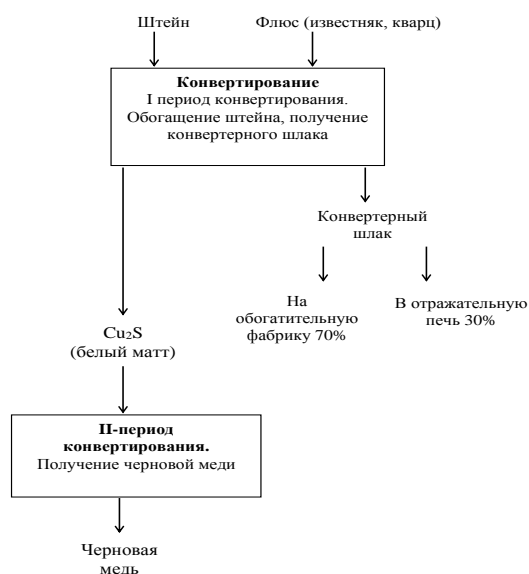 Штейн
Флюс (известняк, кварц)
Конвертирование
I период конвертирования.
Обогащение штейна, получение
конвертерного шлака
Конвертерный
шлак
На
обогатительную
фабрику 70%
В отражательную
печь 30%
Cu₂S
(белый матт)
II-период
конвертирования.
Получение черновой меди
Черновая
медь